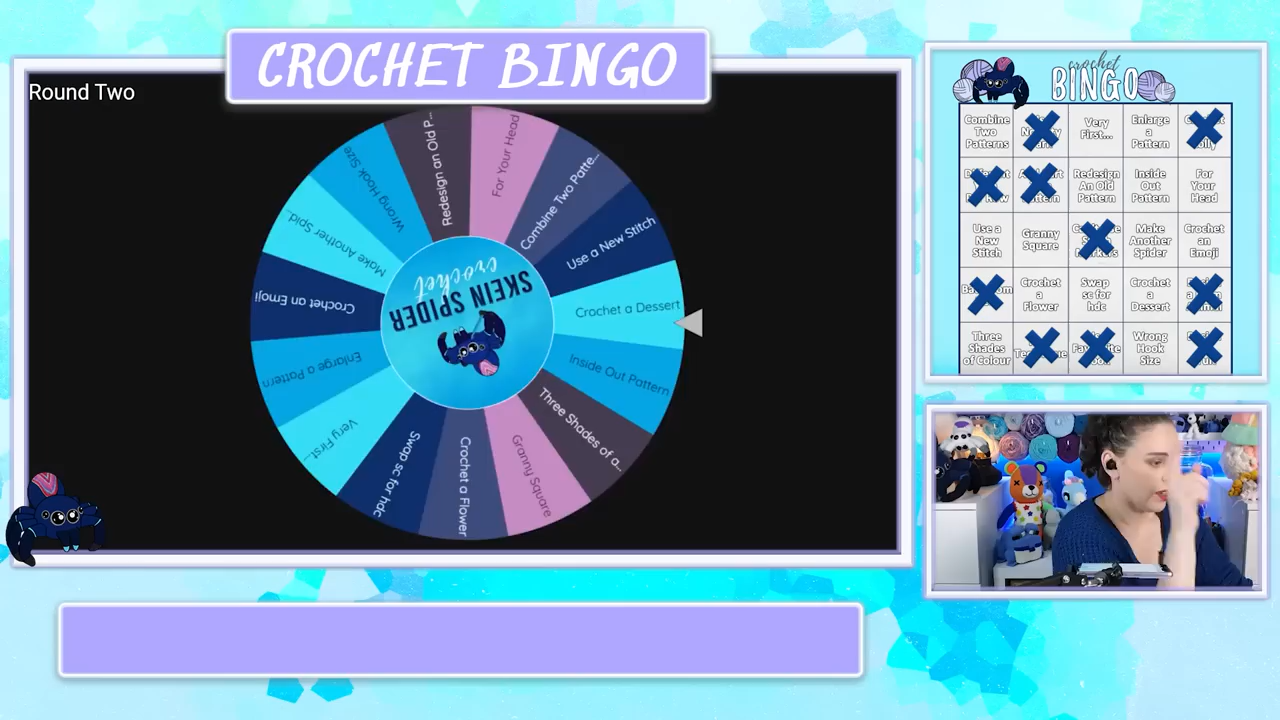 CROCHET BINGO
Round Two
Redesign an Old P...
For Your Head
Combine Two Patte...
Use a New Stitch
Crochet a Dessert
Inside Out Pattern
Three Shades of a...
Granny Square
Crochet a Flower
Swap sc for hdc
Very First...
Enlarge a Pattern
Crochet an Emoji
Make Another Spid...
Wrong Hook Size
SKEIN SPIDER
crochet
crochet
BINGO
Combine
Two
Patterns
Very
First...
Enlarge
a
Pattern
Redesign
An Old
Pattern
Inside
Out
Pattern
For
Your
Head
Use a
New
Stitch
Granny
Square
Make
Another
Spider
Crochet
an
Emoji
Crochet
a
Flower
Swap
sc for
hdc
Crochet
a
Dessert
Three
Shades
of Colour
Wrong
Hook
Size